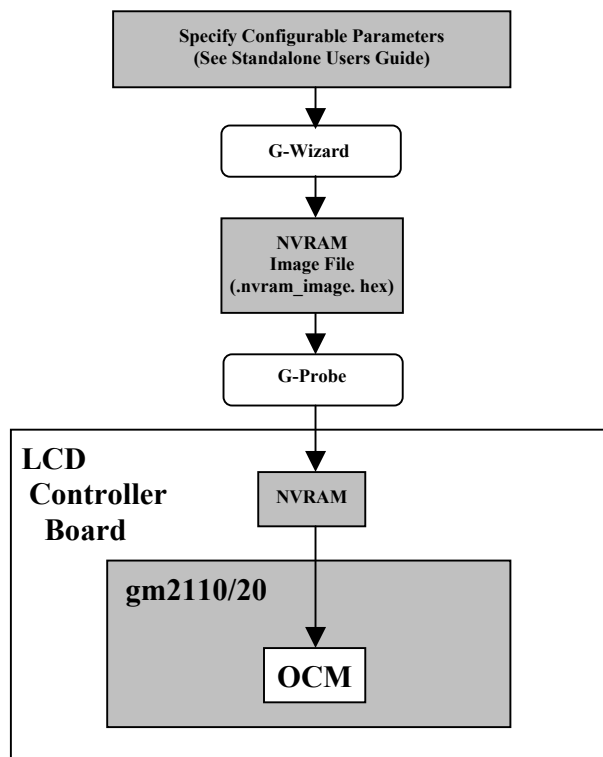 Specify Configurable Parameters
(See Standalone Users Guide)
G-Wizard
NVRAM
Image File
(.nvram_image. hex)
G-Probe
LCD
Controller
Board
NVRAM
gm2110/20
OCM